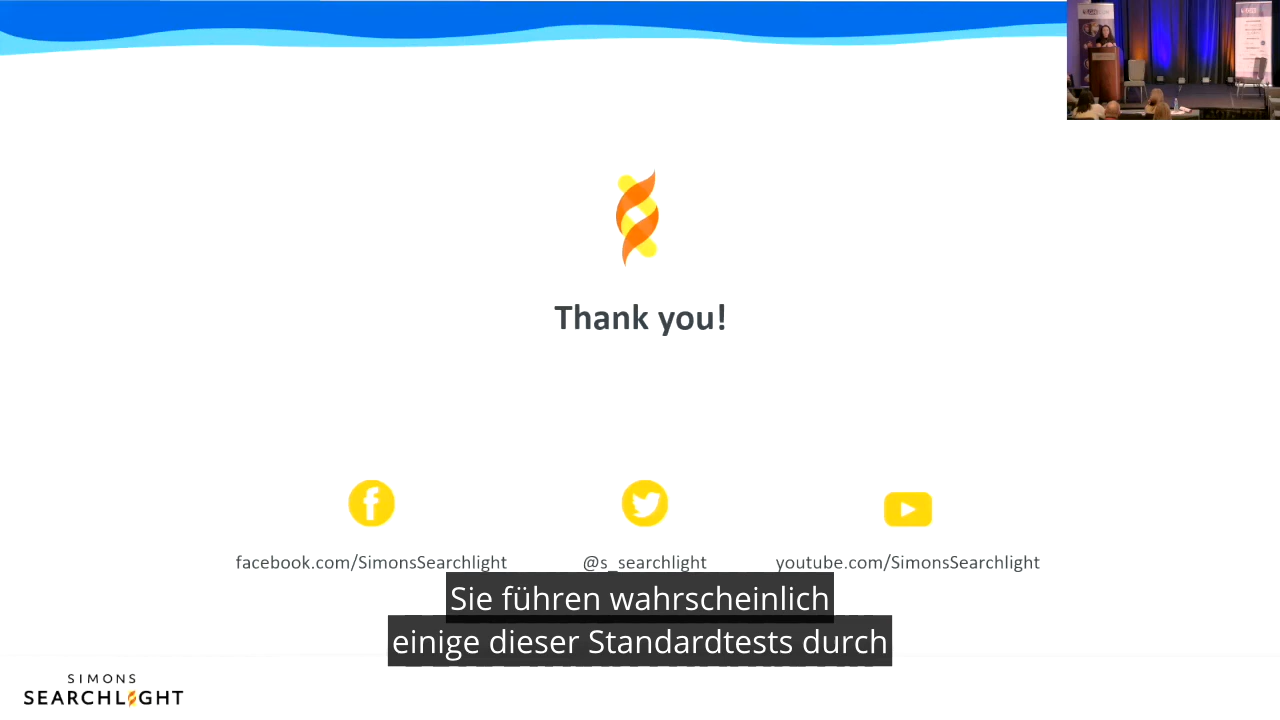 Thank you!
facebook.com/SimonsSearchlight
@s_searchlight
youtube.com/SimonsSearchlight
Sie führen wahrscheinlich
einige dieser Standardtests durch
SIMONS
SEARCHLIGHT